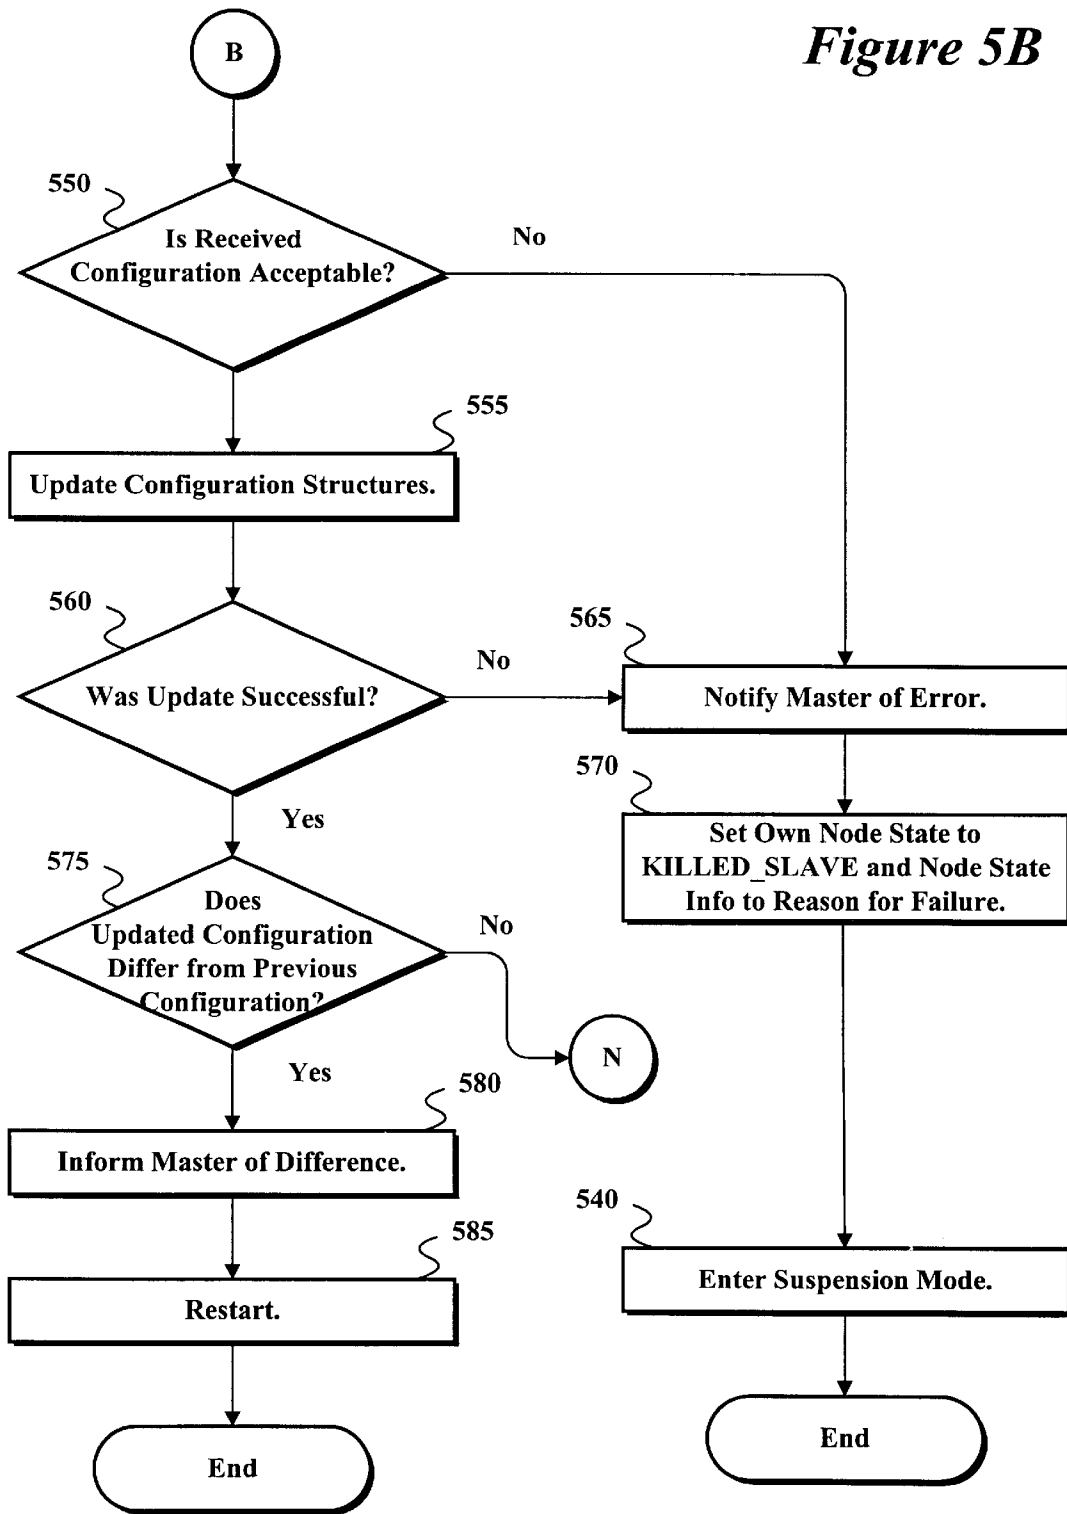 Figure 5B
B
550
Is Received
Configuration Acceptable?
No
555
Update Configuration Structures.
560
Was Update Successful?
No
565
Notify Master of Error.
Yes
570
Set Own Node State to
KILLED_SLAVE and Node State
Info to Reason for Failure.
575
Does
Updated Configuration
Differ from Previous
Configuration?
No
N
Yes
580
Inform Master of Difference.
540
Enter Suspension Mode.
585
Restart.
End
End